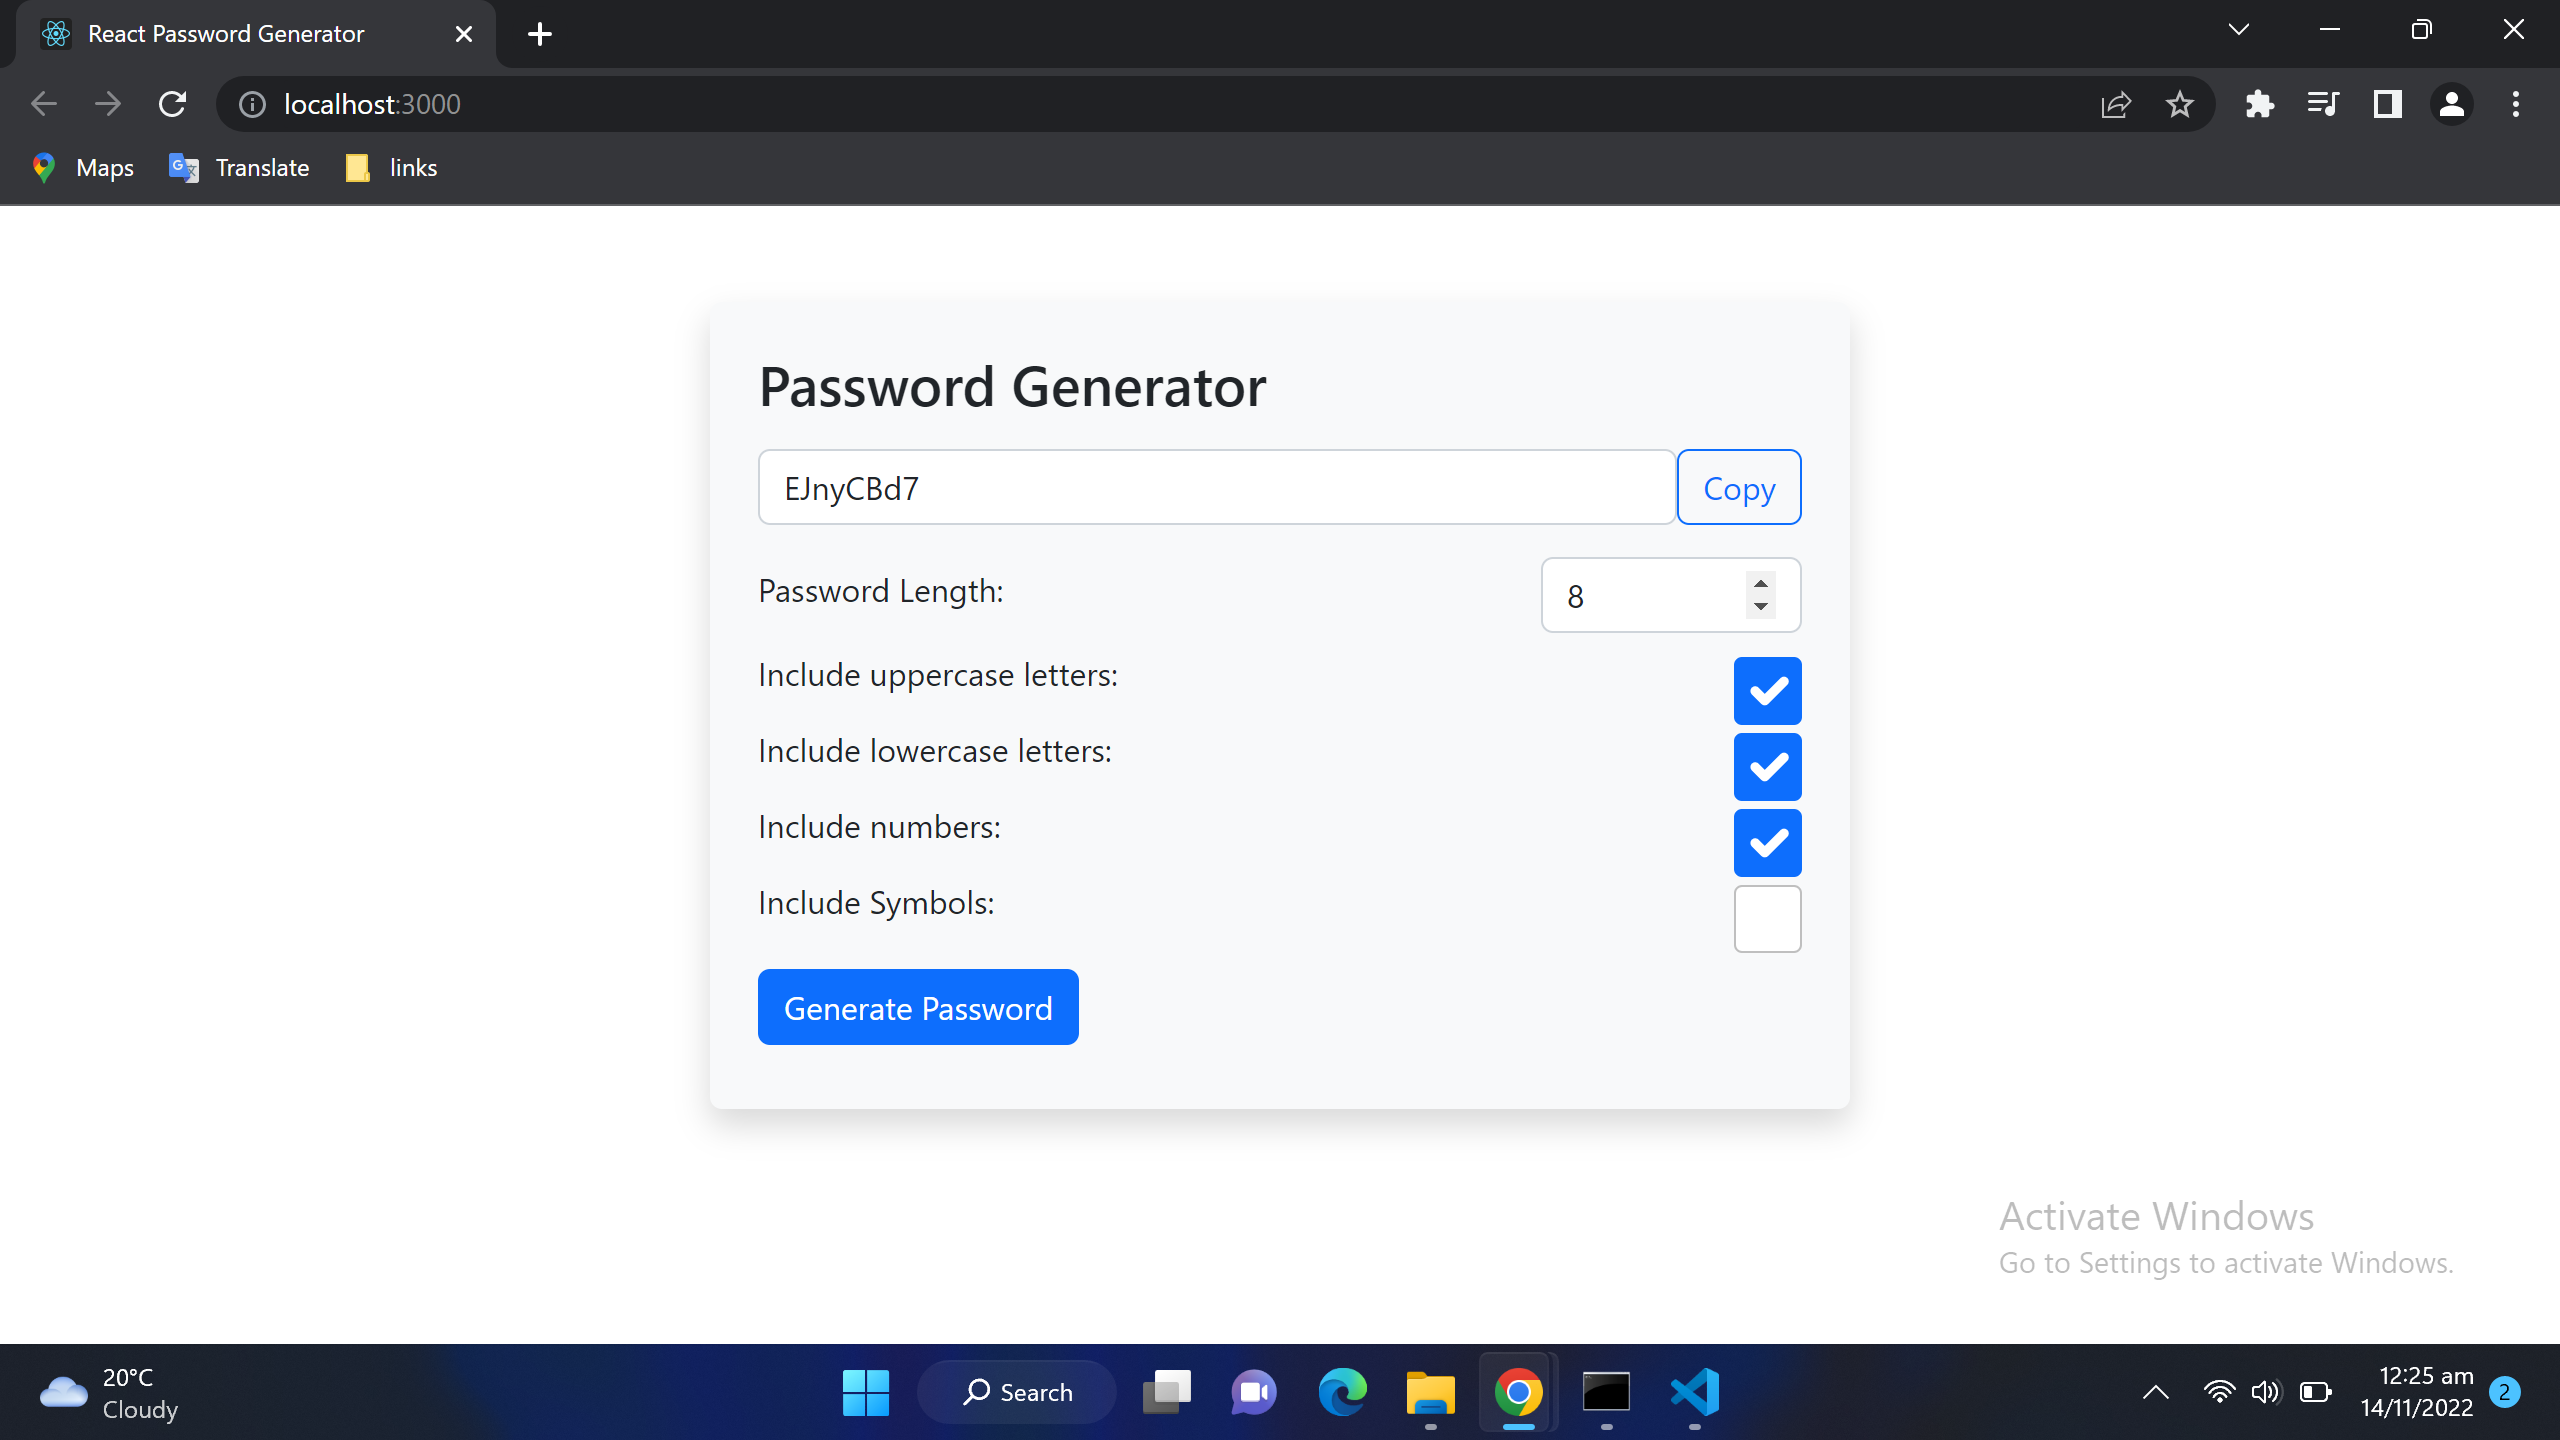 React Password Generator
localhost:3000
Maps
Translate
links
Password Generator
EJnyCBd7
Copy
Password Length:
8
Include uppercase letters:
Include lowercase letters:
Include numbers:
Include Symbols:
Generate Password
Activate Windows
Go to Settings to activate Windows.
20°C
Cloudy
Search
12:25 am
14/11/2022
2